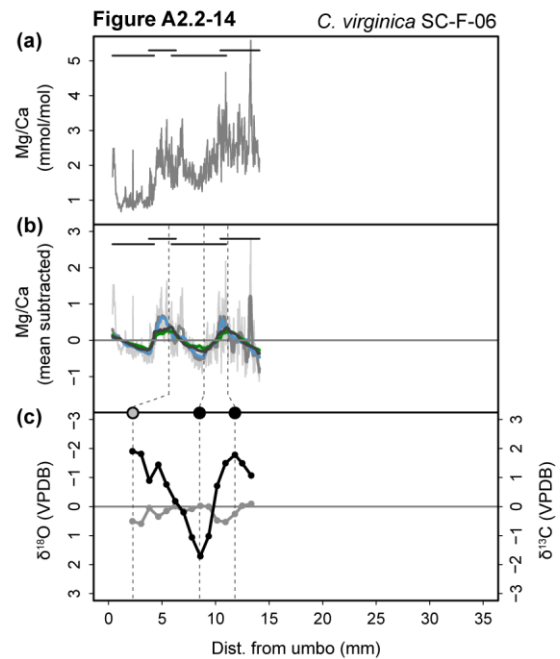 Figure A2.2-14
C. virginica SC-F-06
(a)
5
4
3
2
1
Mg/Ca
(mmol/mol)
(b)
3
2
1
0
−1
Mg/Ca
(mean subtracted)
(c)
−3
−2
−1
0
1
2
3
δ¹⁸O (VPDB)
3
2
1
0
−1
−2
−3
δ¹³C (VPDB)
0 5 10 15 20 25 30 35
Dist. from umbo (mm)